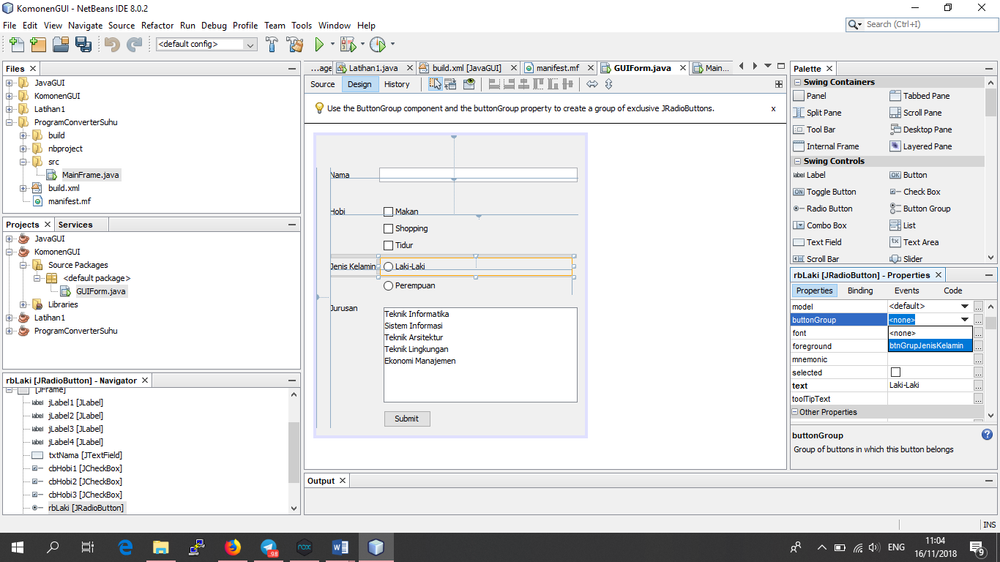 KomonenGUI - NetBeans IDE 8.0.2
File Edit View Navigate Source Refactor Run Debug Profile Team Tools Window Help
Search (Ctrl+I)
<default config>
Files
JavaGUI
KomonenGUI
Latihan1
ProgramConverterSuhu
build
nbproject
src
MainFrame.java
build.xml
manifest.mf
Projects
Services
JavaGUI
KomonenGUI
Source Packages
<default package>
GUIForm.java
Libraries
Latihan1
ProgramConverterSuhu
rbLaki [JRadioButton] - Navigator
[JFrame]
jLabel1 [JLabel]
jLabel2 [JLabel]
jLabel3 [JLabel]
jLabel4 [JLabel]
txtNama [JTextField]
cbHobi1 [JCheckBox]
cbHobi2 [JCheckBox]
cbHobi3 [JCheckBox]
rbLaki [JRadioButton]
...age
Latihan1.java
build.xml [JavaGUI]
manifest.mf
GUIForm.java
Main...
Source Design History
Use the ButtonGroup component and the buttonGroup property to create a group of exclusive JRadioButtons.
x
Nama
Hobi
Makan
Shopping
Tidur
Jenis Kelamin
Laki-Laki
Perempuan
Jurusan
Teknik Informatika
Sistem Informasi
Teknik Arsitektur
Teknik Lingkungan
Ekonomi Manajemen
Submit
Output
Palette
Swing Containers
Panel
Tabbed Pane
Split Pane
Scroll Pane
Tool Bar
Desktop Pane
Internal Frame
Layered Pane
Swing Controls
label Label
OK Button
ON Toggle Button
Check Box
Radio Button
Button Group
Combo Box
List
Text Field
Text Area
Scroll Bar
Slider
rbLaki [JRadioButton] - Properties
Properties Binding Events Code
model <default> ...
buttonGroup <none> ...
font <none> ...
foreground btnGrupJenisKelamin ...
mnemonic ...
selected ...
text Laki-Laki ...
toolTipText ...
Other Properties
buttonGroup
Group of buttons in which this button belongs
INS
98
nox
ENG
11:04
16/11/2018
9